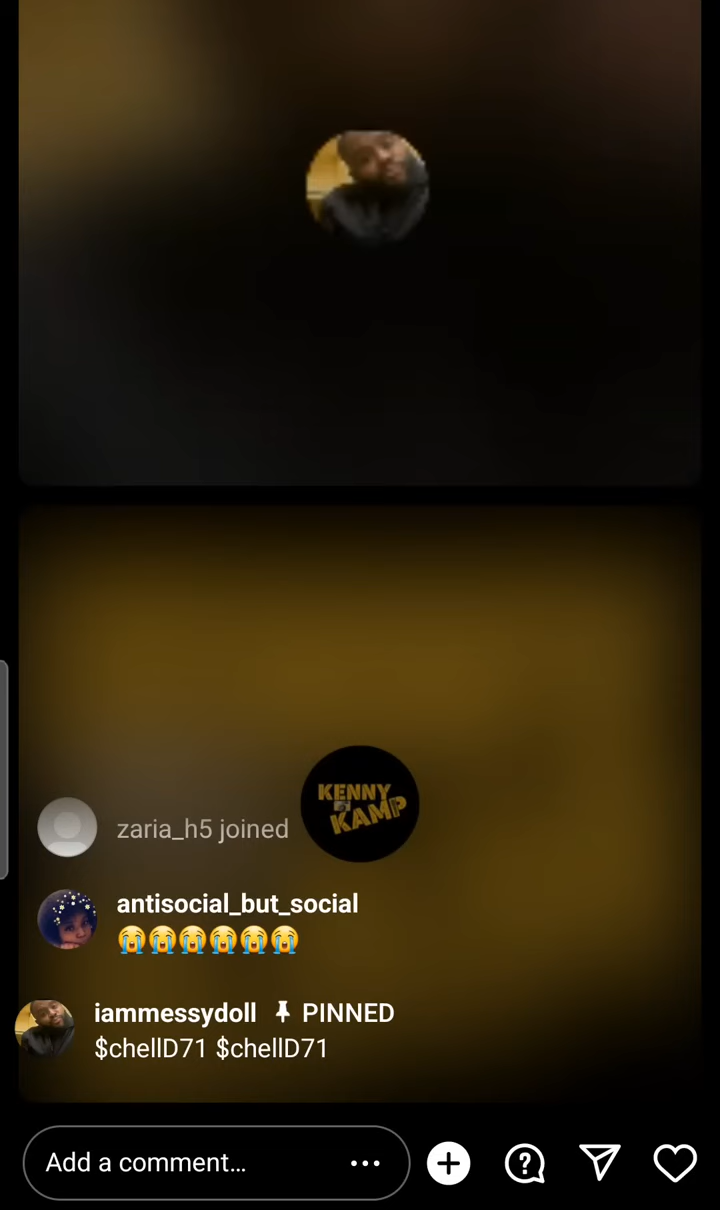 KENNY
KAMP
zaria_h5 joined
antisocial_but_social
😭😭😭😭😭😭
iammessydoll 📌 PINNED
$chellD71 $chellD71
Add a comment...